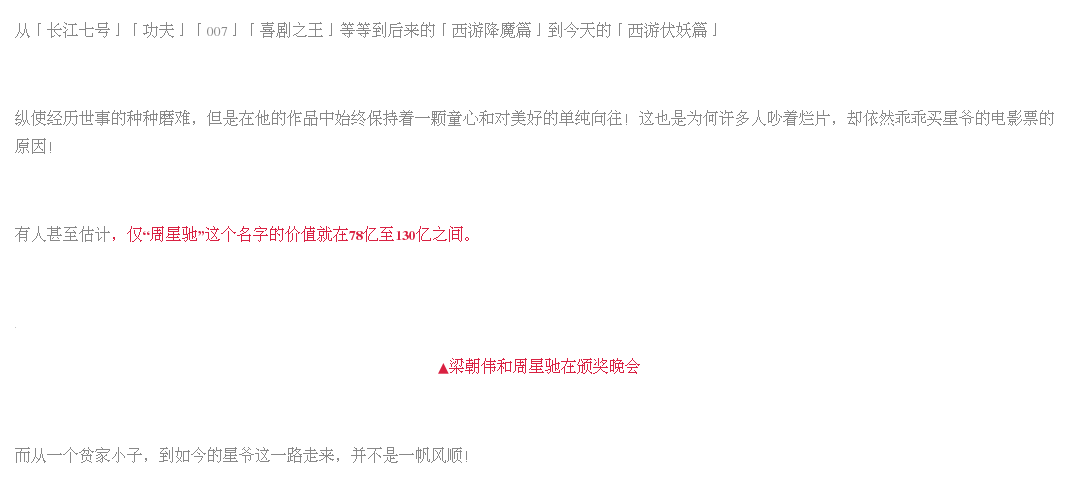 从「长江七号」「功夫」「007」「喜剧之王」等等到后来的「西游降魔篇」到今天的「西游伏妖篇」
纵使经历世事的种种磨难，但是在他的作品中始终保持着一颗童心和对美好的单纯向往！这也是为何许多人吵着烂片，却依然乖乖买星爷的电影票的
原因！
有人甚至估计，仅“周星驰”这个名字的价值就在78亿至130亿之间。
▲梁朝伟和周星驰在颁奖晚会
而从一个贫家小子，到如今的星爷这一路走来，并不是一帆风顺！